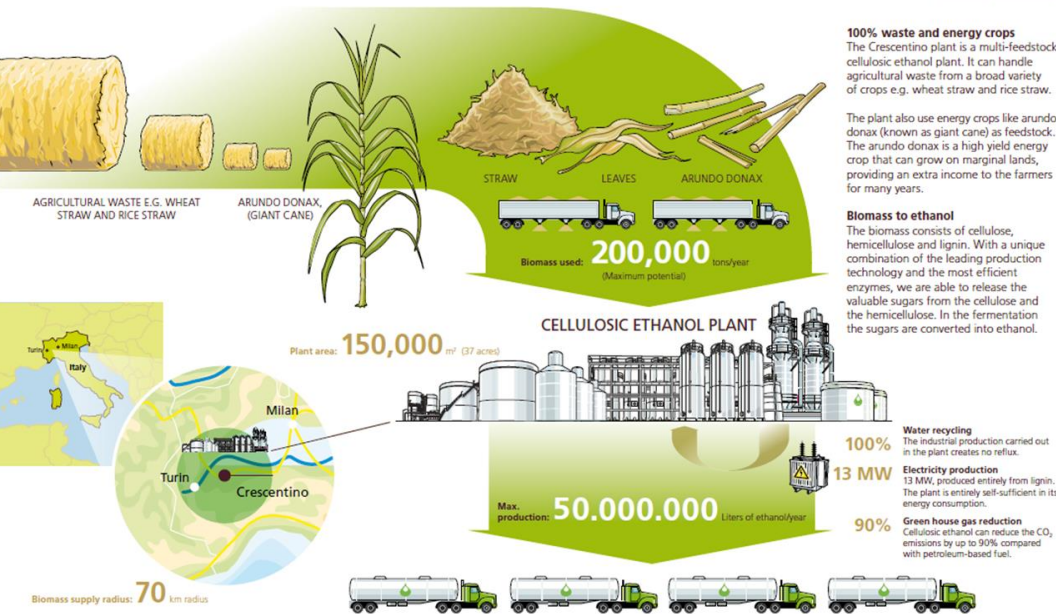 100% waste and energy crops
The Crescentino plant is a multi-feedstock
cellulosic ethanol plant. It can handle
agricultural waste from a broad variety
of crops e.g. wheat straw and rice straw.
The plant also use energy crops like arundo
donax (known as giant cane) as feedstock.
The arundo donax is a high yield energy
crop that can grow on marginal lands,
providing an extra income to the farmers
for many years.
Biomass to ethanol
The biomass consists of cellulose,
hemicellulose and lignin. With a unique
combination of the leading production
technology and the most efficient
enzymes, we are able to release the
valuable sugars from the cellulose and
the hemicellulose. In the fermentation
the sugars are converted into ethanol.
AGRICULTURAL WASTE E.G. WHEAT
STRAW AND RICE STRAW
ARUNDO DONAX,
(GIANT CANE)
STRAW
LEAVES
ARUNDO DONAX
Biomass used: 200,000 tons/year
(Maximum potential)
CELLULOSIC ETHANOL PLANT
Plant area: 150,000 m² (37 acres)
Turin
Milan
Italy
Milan
Turin
Crescentino
Biomass supply radius: 70 km radius
Max.
production: 50.000.000 Liters of ethanol/year
100%
Water recycling
The industrial production carried out
in the plant creates no reflux.
13 MW
Electricity production
13 MW, produced entirely from lignin.
The plant is entirely self-sufficient in its
energy consumption.
90%
Green house gas reduction
Cellulosic ethanol can reduce the CO₂
emissions by up to 90% compared
with petroleum-based fuel.